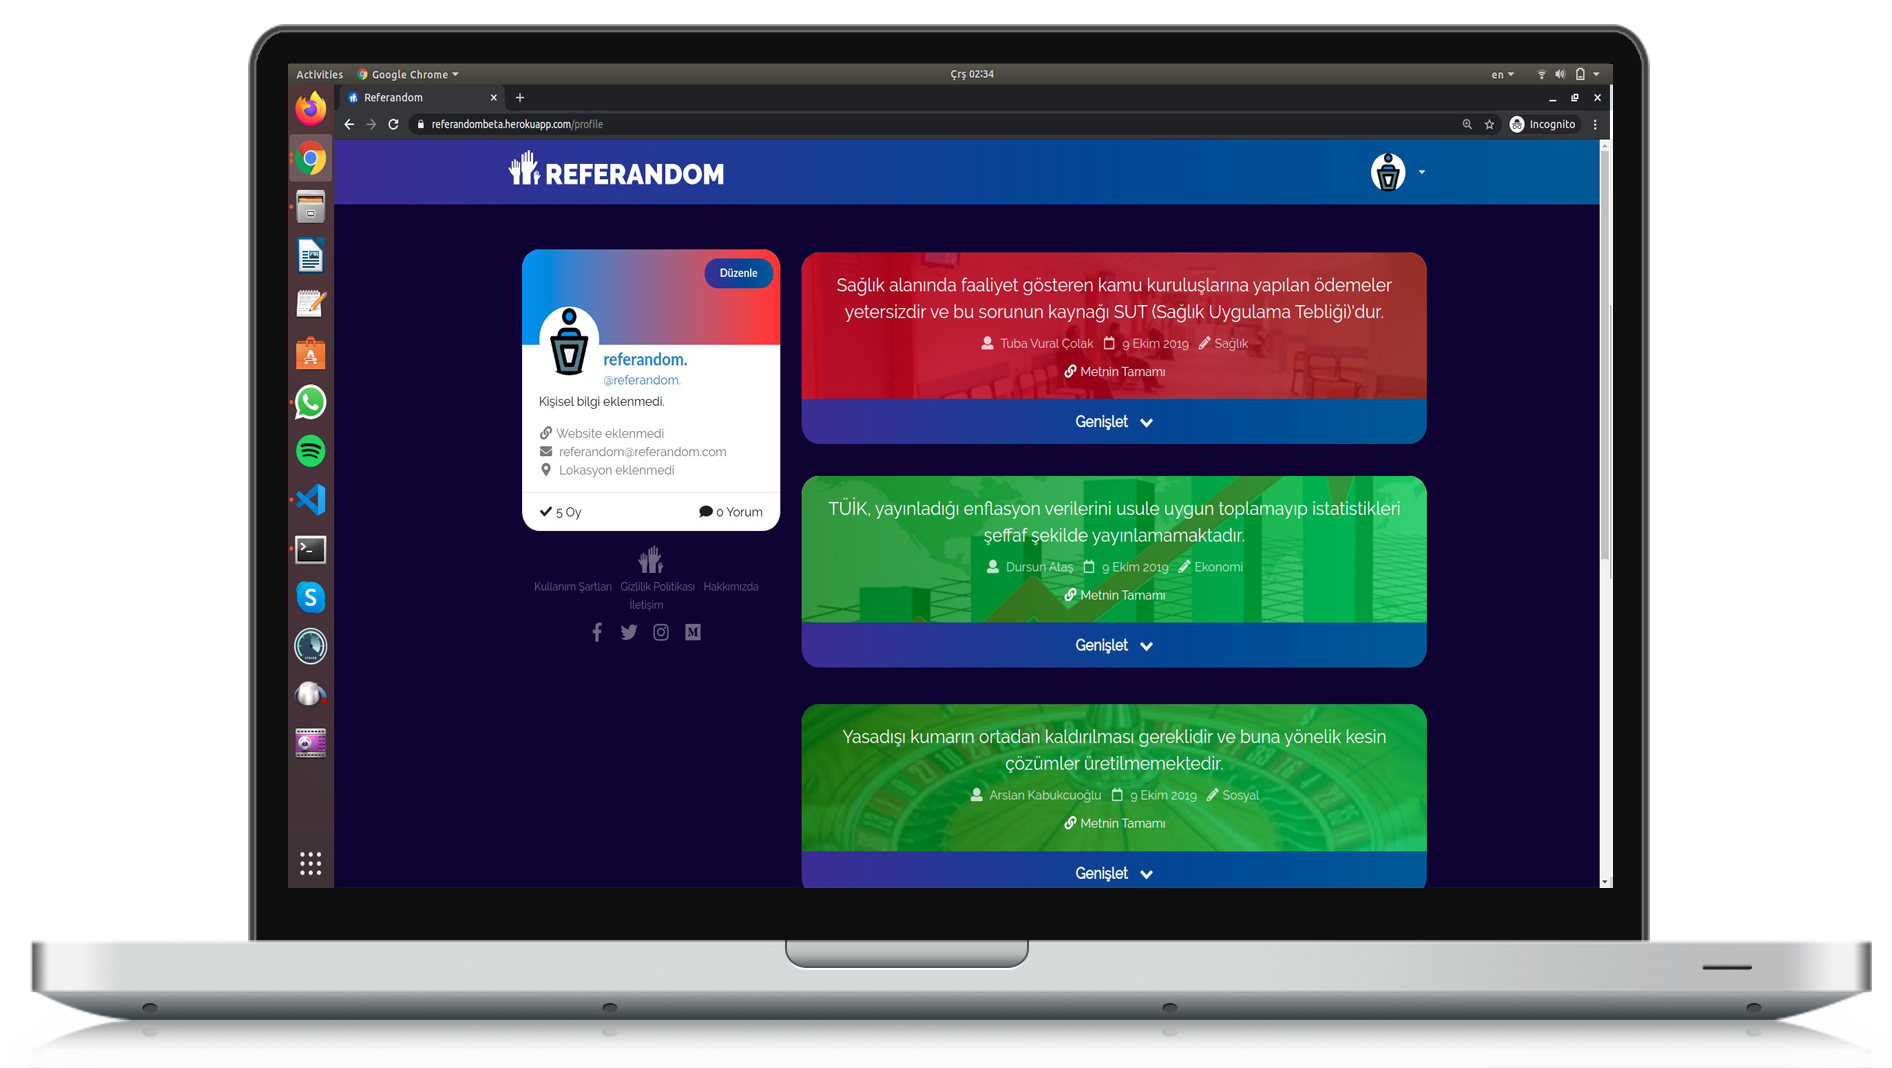 Activities Google Chrome Çrş 02:34 en
Referandom
referandombeta.herokuapp.com/profile Incognito
REFERANDOM
Düzenle
referandom.
@referandom.
Kişisel bilgi eklenmedi.
Website eklenmedi
referandom@referandom.com
Lokasyon eklenmedi
5 Oy 0 Yorum
Kullanım Şartları Gizlilik Politikası Hakkımızda
İletişim
Sağlık alanında faaliyet gösteren kamu kuruluşlarına yapılan ödemeler
yetersizdir ve bu sorunun kaynağı SUT (Sağlık Uygulama Tebliği)'dur.
Tuba Vural Çolak 9 Ekim 2019 Sağlık
Metnin Tamamı
Genişlet
TÜİK, yayınladığı enflasyon verilerini usule uygun toplamayıp istatistikleri
şeffaf şekilde yayınlamamaktadır.
Dursun Ataş 9 Ekim 2019 Ekonomi
Metnin Tamamı
Genişlet
Yasadışı kumarın ortadan kaldırılması gereklidir ve buna yönelik kesin
çözümler üretilmemektedir.
Arslan Kabukcuoğlu 9 Ekim 2019 Sosyal
Metnin Tamamı
Genişlet